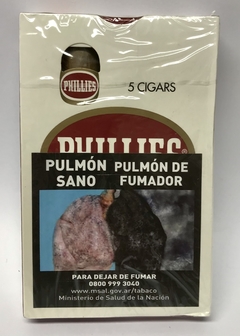 PHILLIES
5 CIGARS
PHILLIES®
PULMÓN SANO
PULMÓN DE FUMADOR
PARA DEJAR DE FUMAR
0800 999 3040
www.msal.gov.ar/tabaco
Ministerio de Salud de la Nación